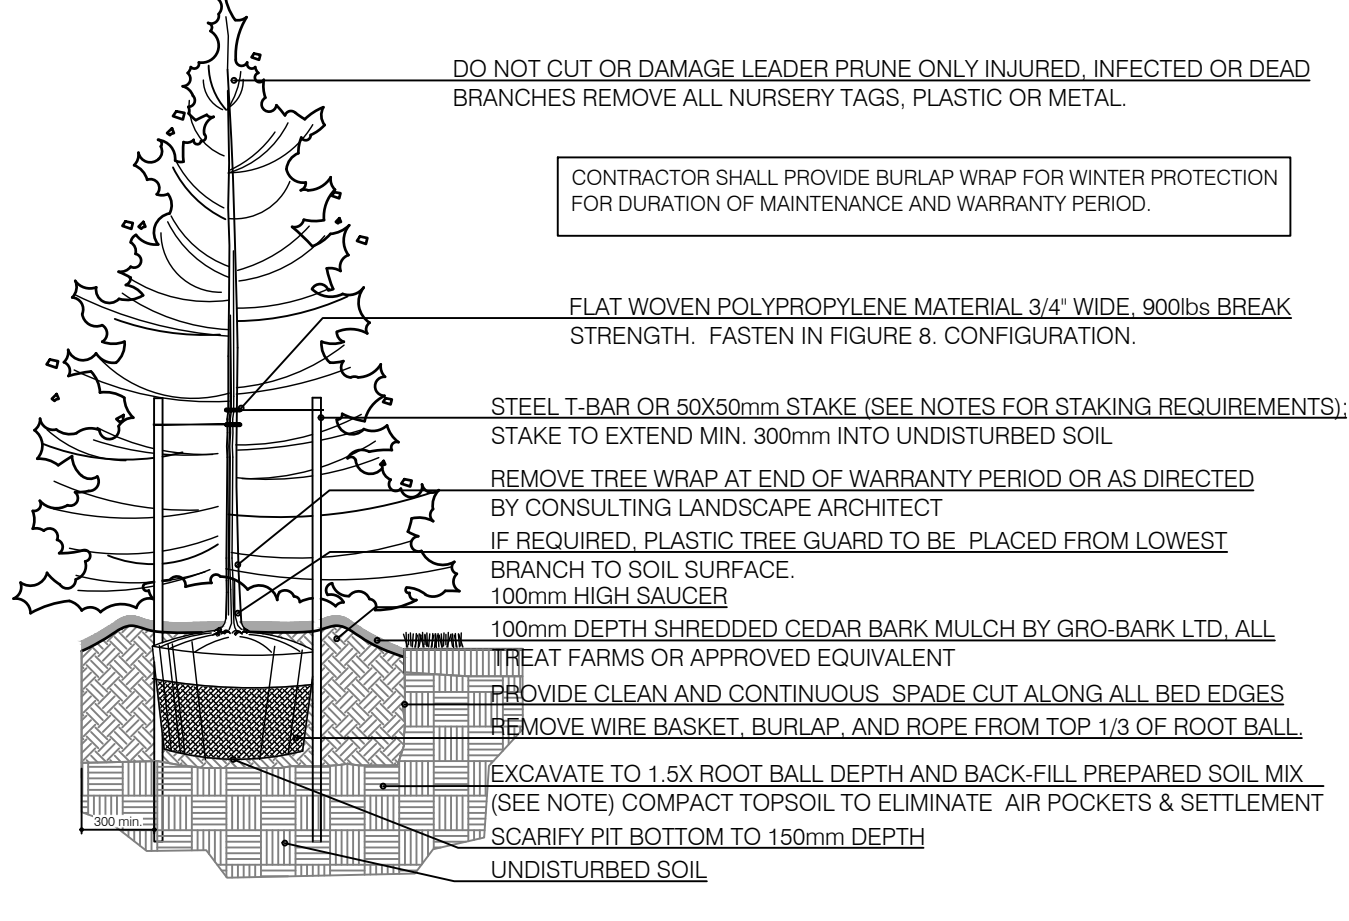 DO NOT CUT OR DAMAGE LEADER PRUNE ONLY INJURED, INFECTED OR DEAD
BRANCHES REMOVE ALL NURSERY TAGS, PLASTIC OR METAL.
CONTRACTOR SHALL PROVIDE BURLAP WRAP FOR WINTER PROTECTION
FOR DURATION OF MAINTENANCE AND WARRANTY PERIOD.
FLAT WOVEN POLYPROPYLENE MATERIAL 3/4" WIDE, 900lbs BREAK
STRENGTH.  FASTEN IN FIGURE 8. CONFIGURATION.
STEEL T-BAR OR 50X50mm STAKE (SEE NOTES FOR STAKING REQUIREMENTS);
STAKE TO EXTEND MIN. 300mm INTO UNDISTURBED SOIL
REMOVE TREE WRAP AT END OF WARRANTY PERIOD OR AS DIRECTED
BY CONSULTING LANDSCAPE ARCHITECT
IF REQUIRED, PLASTIC TREE GUARD TO BE  PLACED FROM LOWEST
BRANCH TO SOIL SURFACE.
100mm HIGH SAUCER
100mm DEPTH SHREDDED CEDAR BARK MULCH BY GRO-BARK LTD, ALL
TREAT FARMS OR APPROVED EQUIVALENT
PROVIDE CLEAN AND CONTINUOUS  SPADE CUT ALONG ALL BED EDGES
REMOVE WIRE BASKET, BURLAP, AND ROPE FROM TOP 1/3 OF ROOT BALL.
EXCAVATE TO 1.5X ROOT BALL DEPTH AND BACK-FILL PREPARED SOIL MIX
(SEE NOTE) COMPACT TOPSOIL TO ELIMINATE  AIR POCKETS & SETTLEMENT
300 min.
SCARIFY PIT BOTTOM TO 150mm DEPTH
UNDISTURBED SOIL